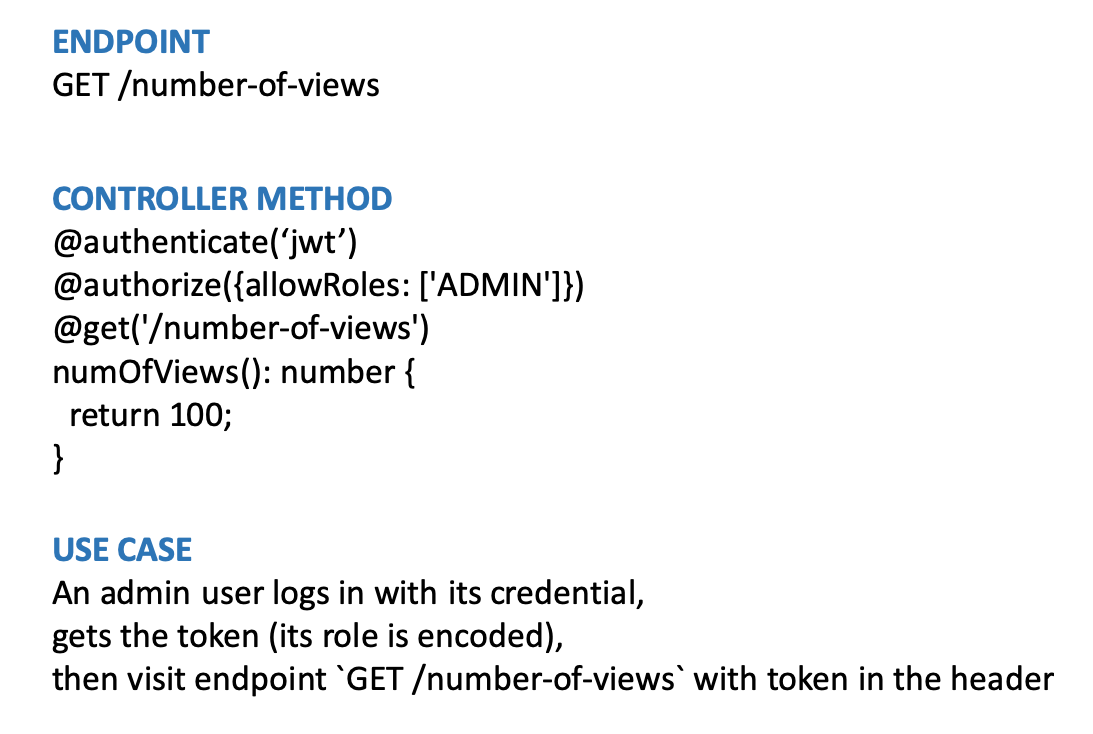 ENDPOINT
GET /number-of-views
CONTROLLER METHOD
@authenticate(‘jwt’)
@authorize({allowRoles: ['ADMIN']})
@get('/number-of-views')
numOfViews(): number {
  return 100;
}
USE CASE
An admin user logs in with its credential,
gets the token (its role is encoded),
then visit endpoint `GET /number-of-views` with token in the header